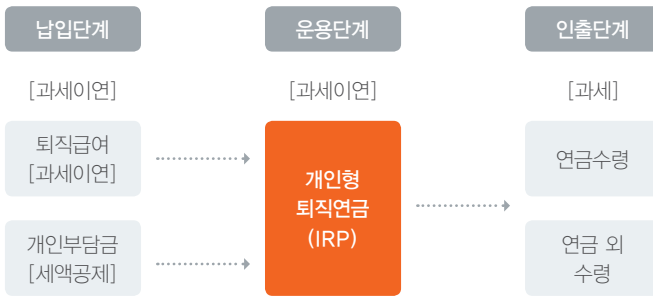 납입단계
운용단계
인출단계
[과세이연]
[과세이연]
[과세]
퇴직급여
[과세이연]
개인부담금
[세액공제]
개인형
퇴직연금
(IRP)
연금수령
연금 외
수령